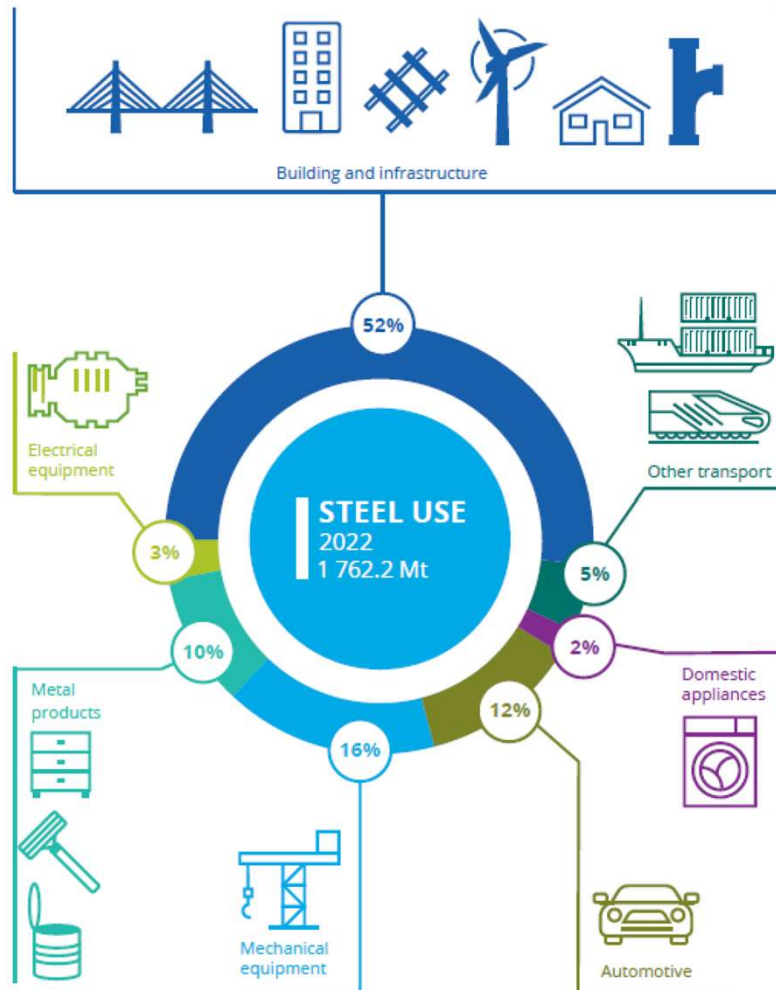 Building and infrastructure
52%
Electrical
equipment
Other transport
STEEL USE
2022
1 762.2 Mt
3%
5%
10%
2%
Metal
products
Domestic
appliances
12%
16%
Mechanical
equipment
Automotive